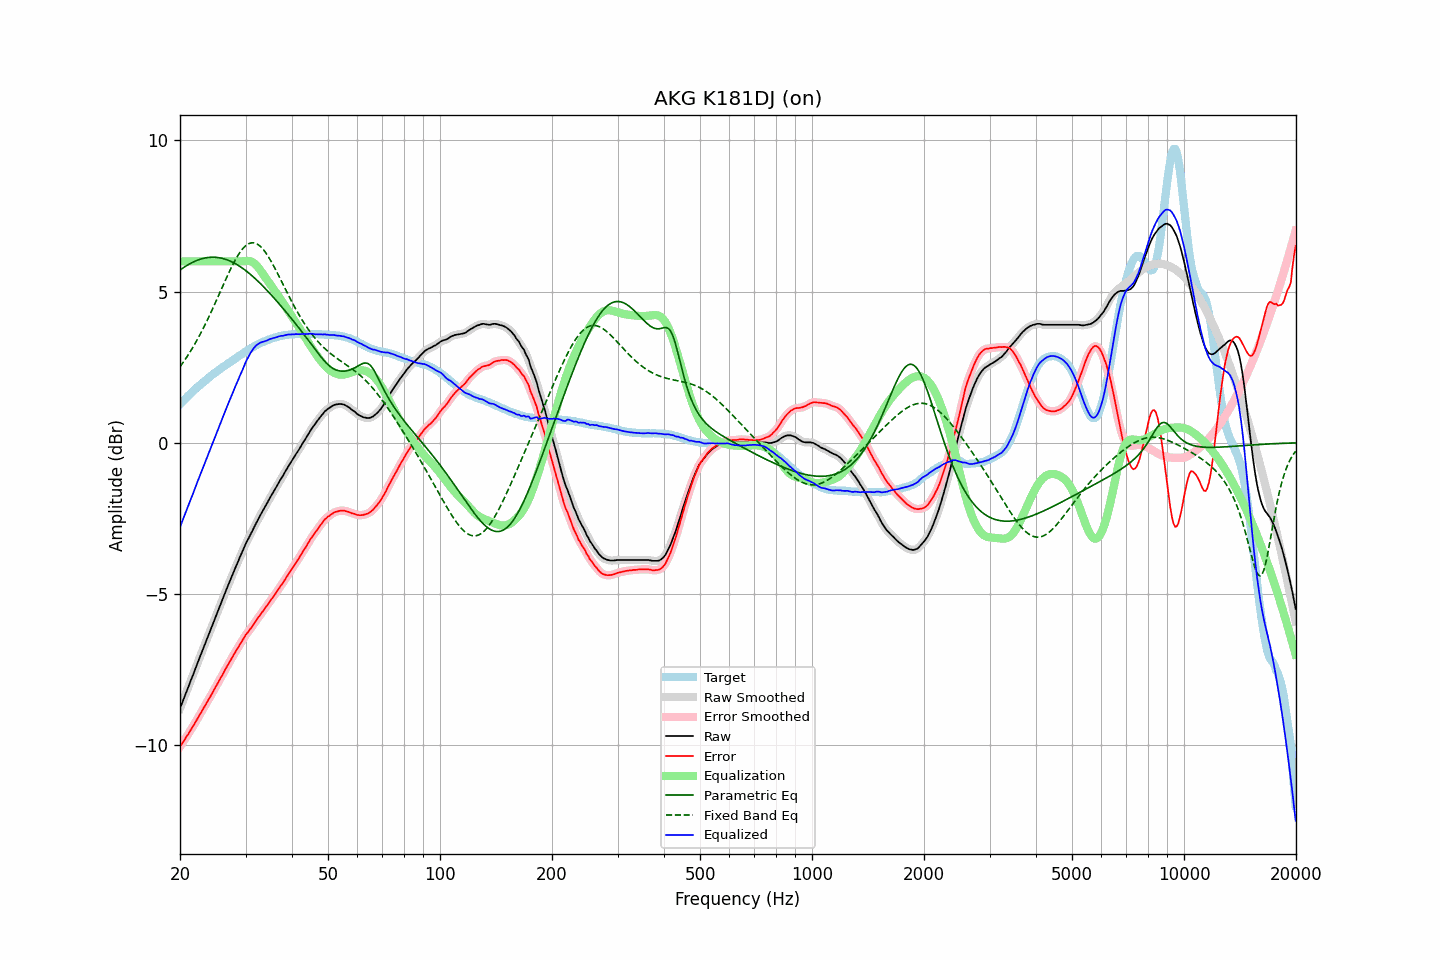 AKG K181DJ (on)
Amplitude (dBr)
10
5
0
−5
−10
Target
Raw Smoothed
Error Smoothed
Raw
Error
Equalization
Parametric Eq
Fixed Band Eq
Equalized
20 50 100 200 500 1000 2000 5000 10000 20000
Frequency (Hz)